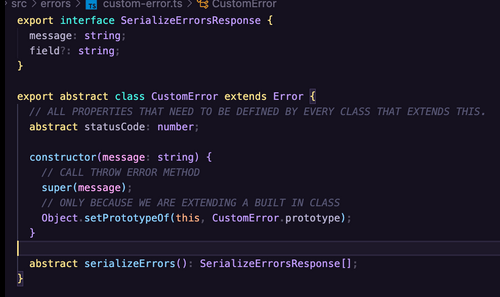 src > errors > TS custom-error.ts > CustomError
export interface SerializeErrorsResponse {
message: string;
field?: string;
}
export abstract class CustomError extends Error {
// ALL PROPERTIES THAT NEED TO BE DEFINED BY EVERY CLASS THAT EXTENDS THIS.
abstract statusCode: number;
constructor(message: string) {
// CALL THROW ERROR METHOD
super(message);
// ONLY BECAUSE WE ARE EXTENDING A BUILT IN CLASS
Object.setPrototypeOf(this, CustomError.prototype);
}
abstract serializeErrors(): SerializeErrorsResponse[];
}